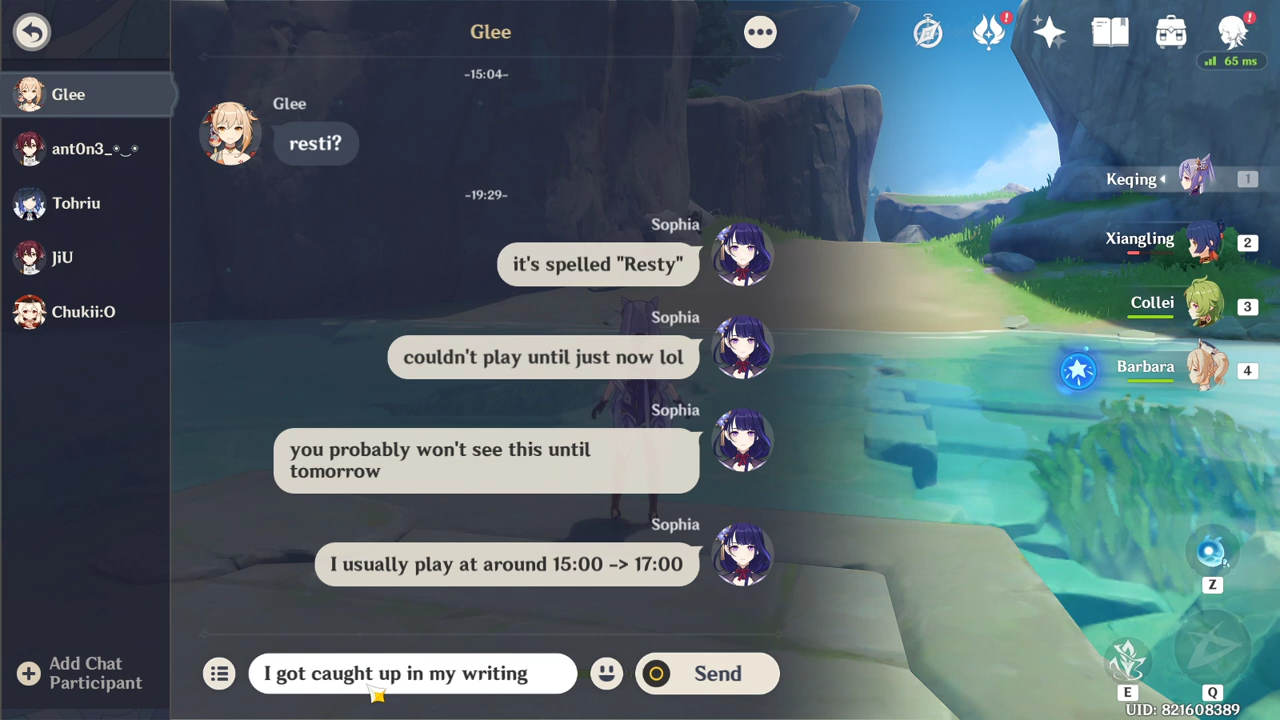 Glee
Glee
ant0n3_•‿•
Tohriu
JiU
Chukii:O
Add Chat
Participant
-15:04-
Glee
resti?
-19:29-
Sophia
it's spelled "Resty"
Sophia
couldn't play until just now lol
Sophia
you probably won't see this until
tomorrow
Sophia
I usually play at around 15:00 -> 17:00
I got caught up in my writing
Send
65 ms
Keqing
1
Xiangling
2
Collei
3
Barbara
4
Z
E
Q
UID: 821608389